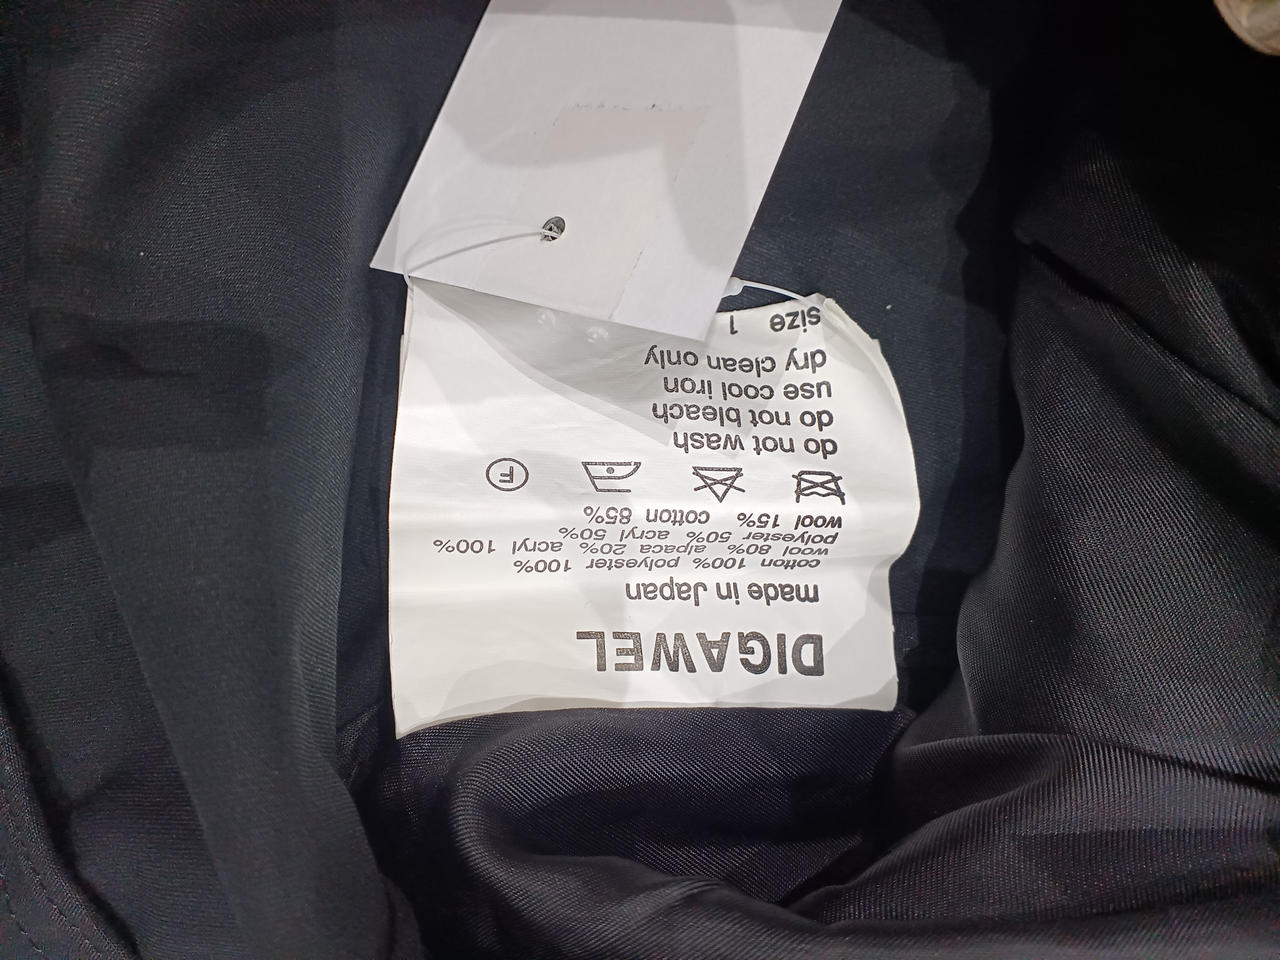 DIGAWEL
made in Japan
cotton 100% polyester 100%
wool 80% alpaca 20% acryl 100%
polyester 50% acryl 50%
wool 15% cotton 85%
F
do not wash
do not bleach
use cool iron
dry clean only
size 1